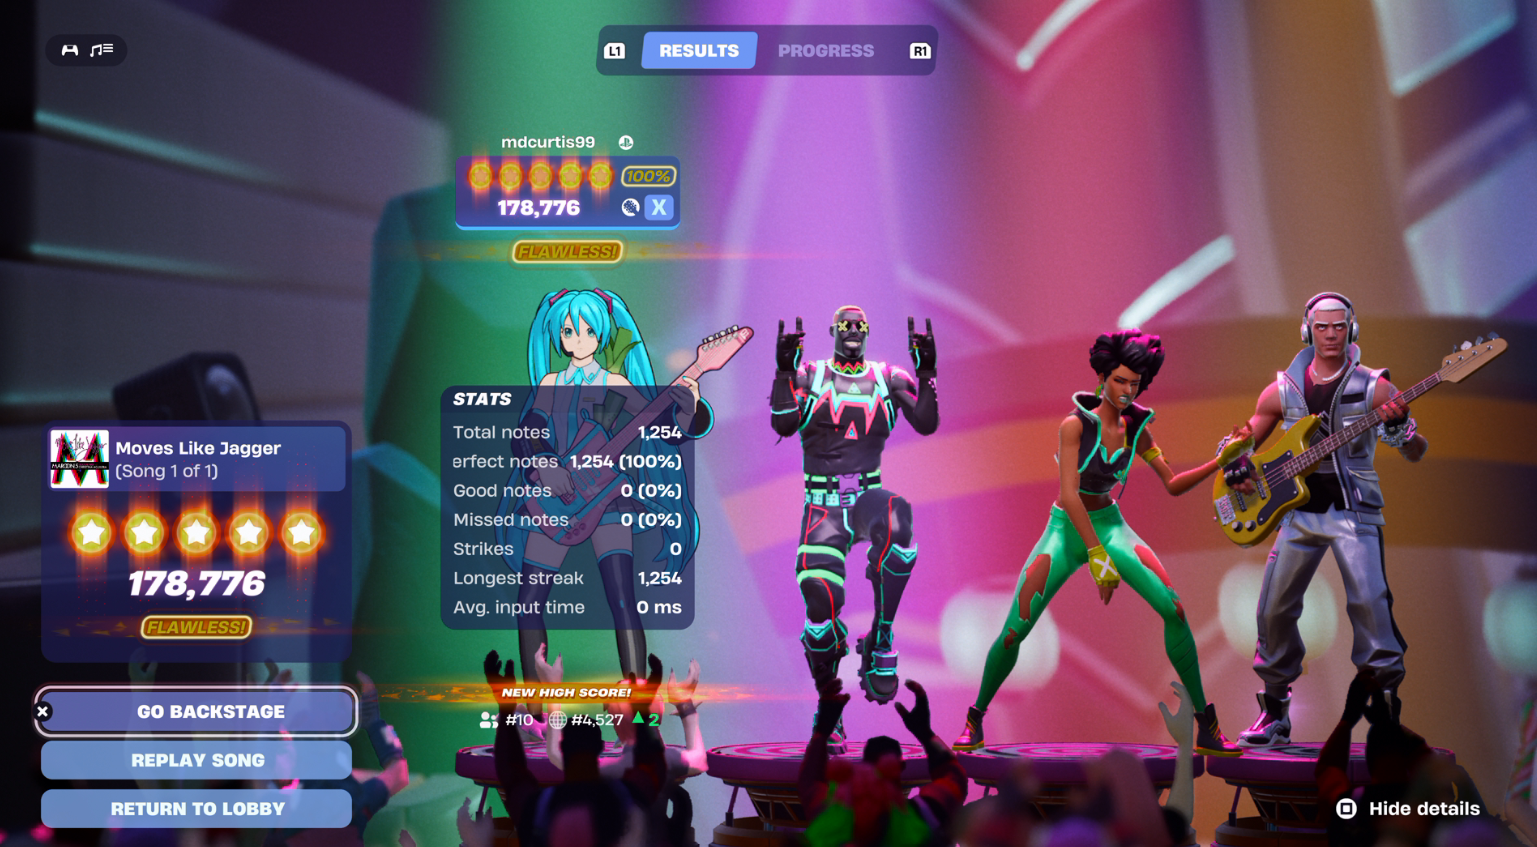 L1 RESULTS PROGRESS R1
mdcurtis99
100%
178,776 X
FLAWLESS!
STATS
Total notes 1,254
erfect notes 1,254 (100%)
Good notes 0 (0%)
Missed notes 0 (0%)
Strikes 0
Longest streak 1,254
Avg. input time 0 ms
NEW HIGH SCORE!
#10 #4,527 ▲2
Moves Like Jagger
(Song 1 of 1)
MAROON 5
178,776
FLAWLESS!
GO BACKSTAGE
REPLAY SONG
RETURN TO LOBBY
Hide details